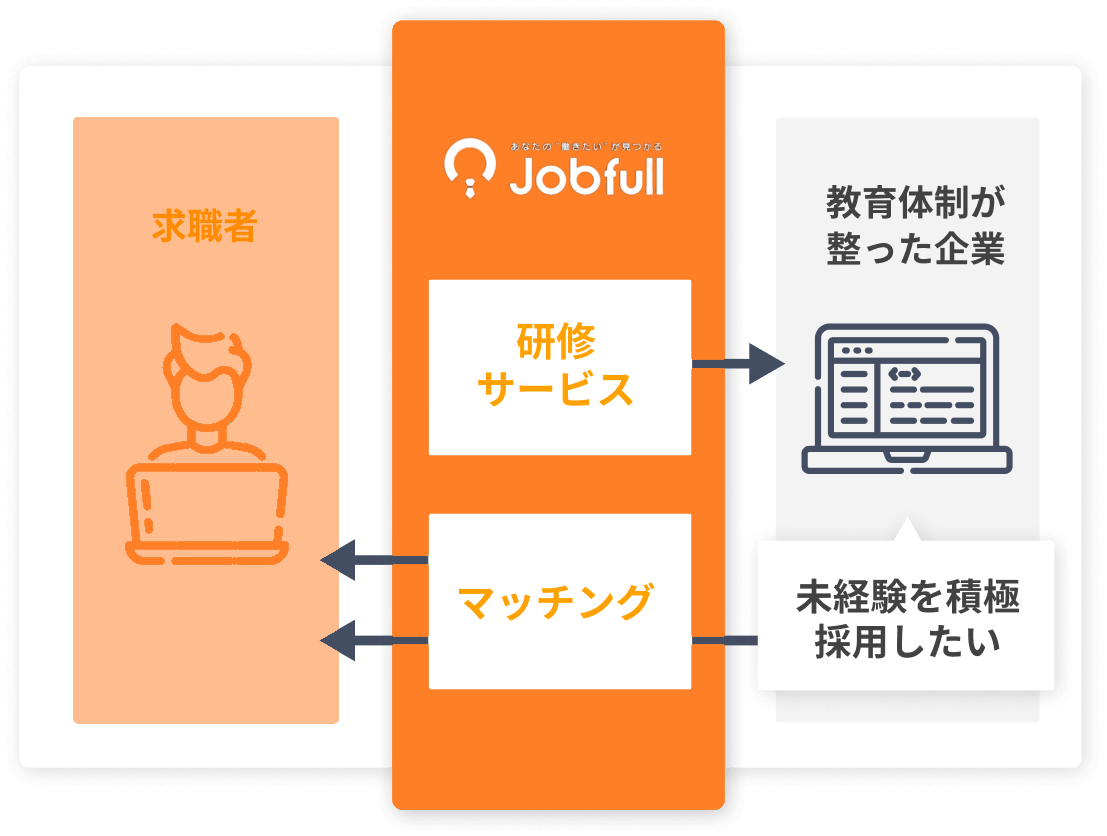 求職者
あなたの"働きたい"が見つかる
Jobfull
研修
サービス
マッチング
教育体制が
整った企業
未経験を積極
採用したい